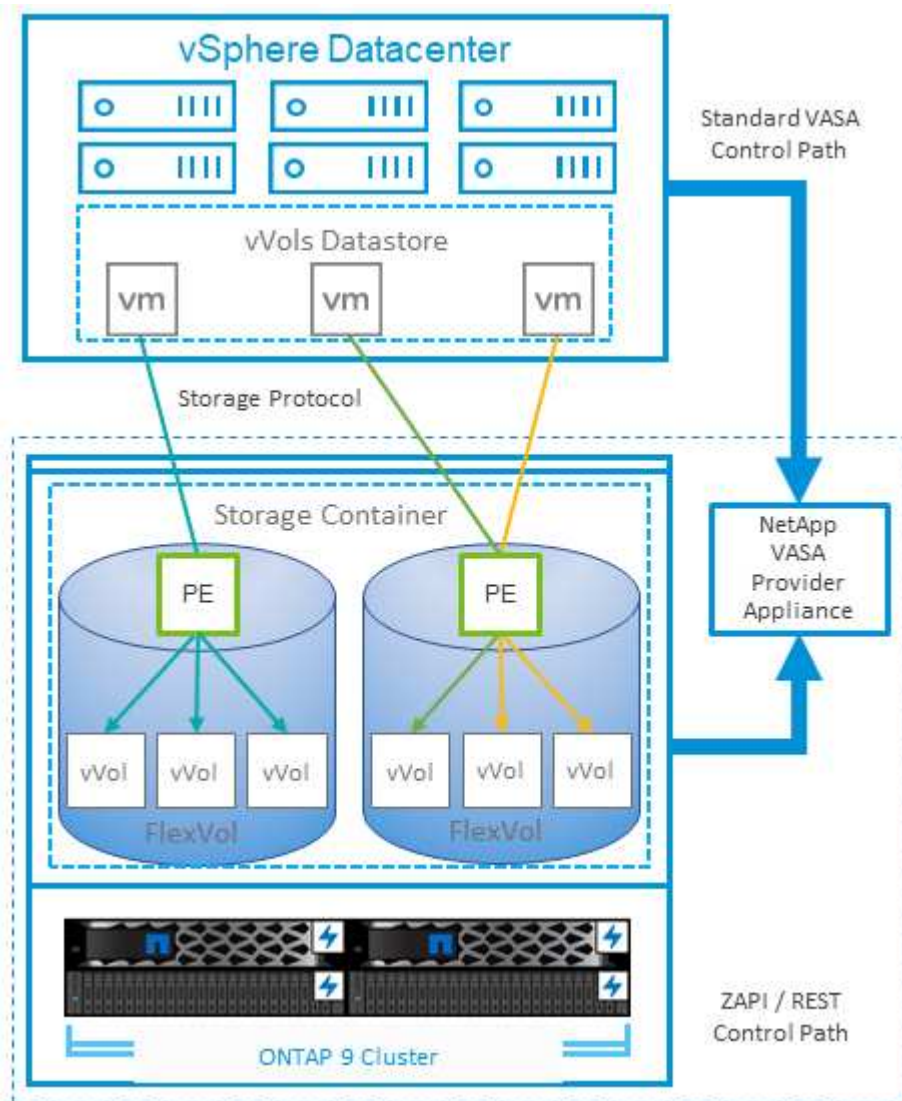 vSphere Datacenter
Standard VASA
Control Path
vVols Datastore
vm
vm
vm
Storage Protocol
Storage Container
NetApp
VASA
Provider
Appliance
PE
PE
vVol
vVol
vVol
vVol
vVol
vVol
FlexVol
FlexVol
ZAPI / REST
Control Path
ONTAP 9 Cluster